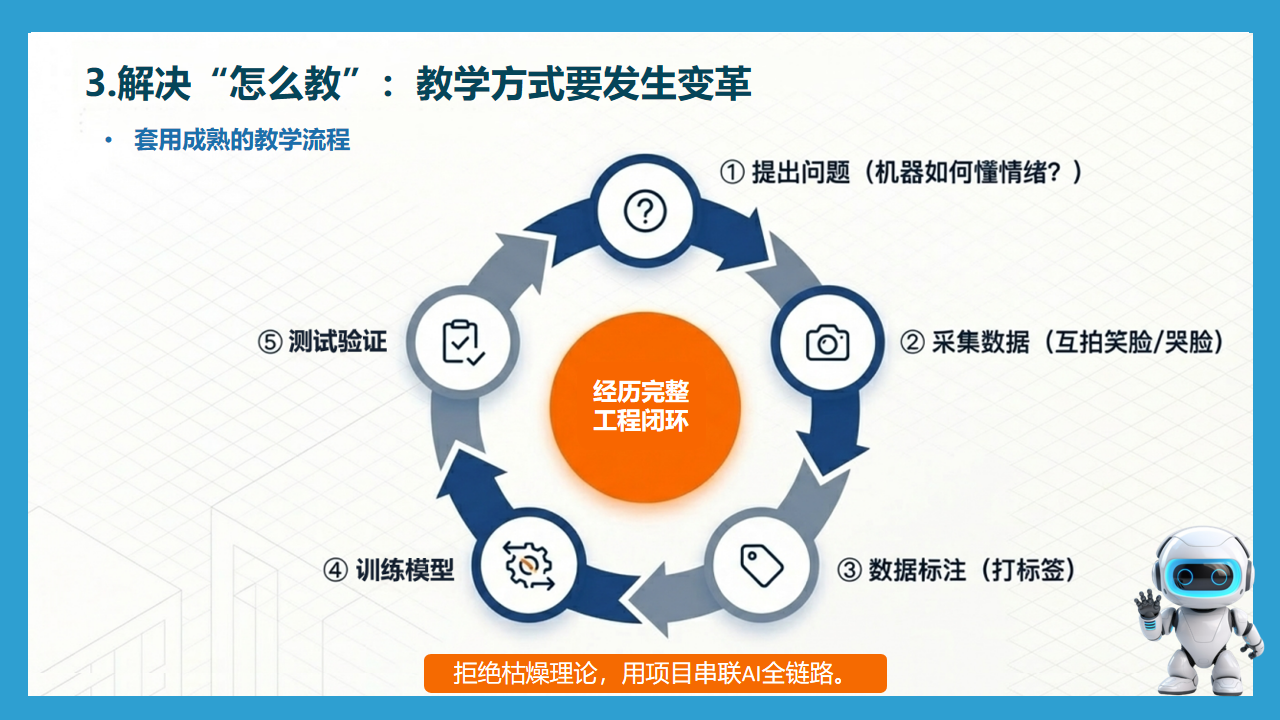 3.解决“怎么教”：教学方式要发生变革
• 套用成熟的教学流程
① 提出问题（机器如何懂情绪？）
② 采集数据（互拍笑脸/哭脸）
③ 数据标注（打标签）
④ 训练模型
⑤ 测试验证
经历完整
工程闭环
拒绝枯燥理论，用项目串联AI全链路。